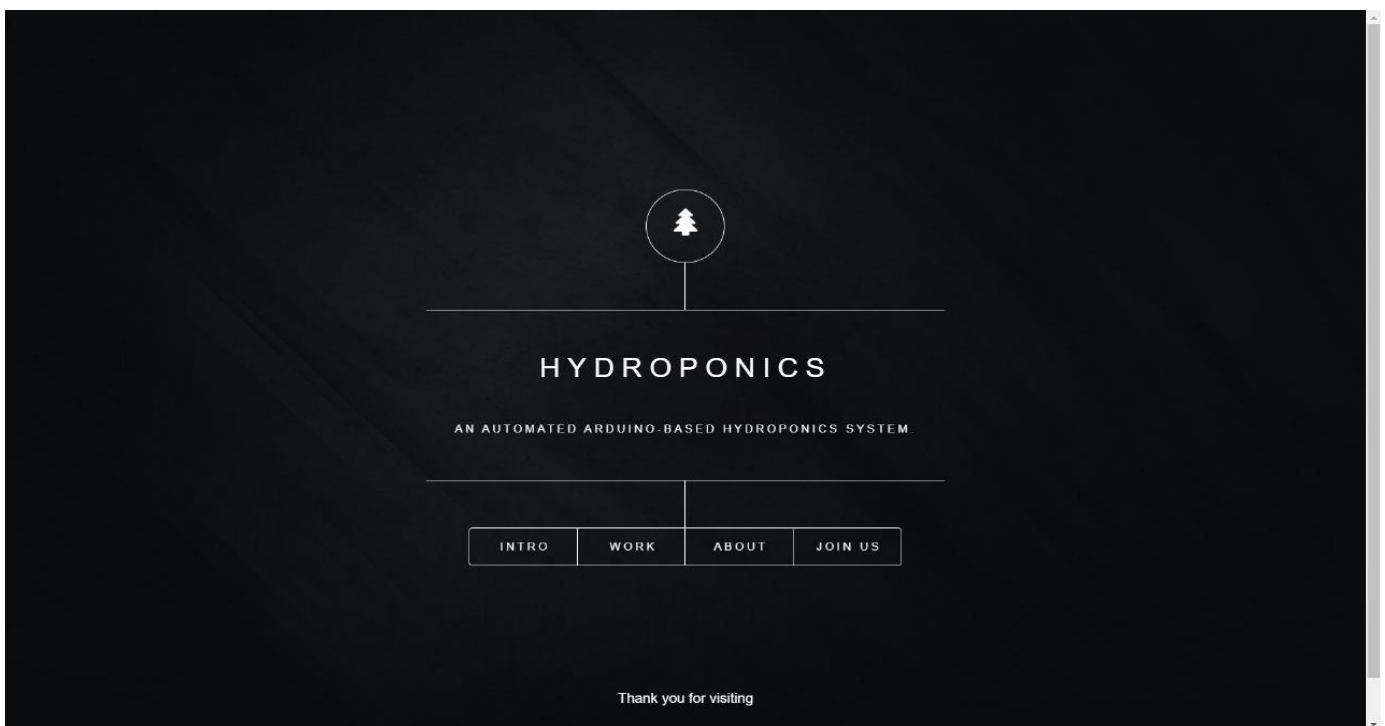 HYDROPONICS
AN AUTOMATED ARDUINO-BASED HYDROPONICS SYSTEM.
INTRO WORK ABOUT JOIN US
Thank you for visiting